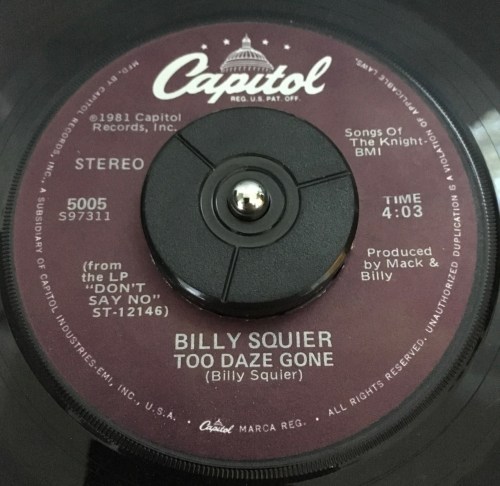 Capitol
REG. U.S. PAT. OFF.
©1981 Capitol
Records, Inc.
STEREO
5005
S97311
(from
the LP
"DON'T
SAY NO"
ST-12146)
Songs Of
The Knight-
BMI
TIME
4:03
Produced
by Mack &
Billy
BILLY SQUIER
TOO DAZE GONE
(Billy Squier)
MFG. BY CAPITOL RECORDS, INC., A SUBSIDIARY OF CAPITOL INDUSTRIES-EMI, INC., U.S.A. • Capitol MARCA REG. • ALL RIGHTS RESERVED. UNAUTHORIZED DUPLICATION IS A VIOLATION OF APPLICABLE LAWS.